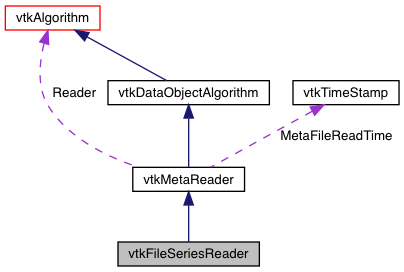 vtkAlgorithm
Reader
vtkDataObjectAlgorithm
vtkTimeStamp
MetaFileReadTime
vtkMetaReader
vtkFileSeriesReader